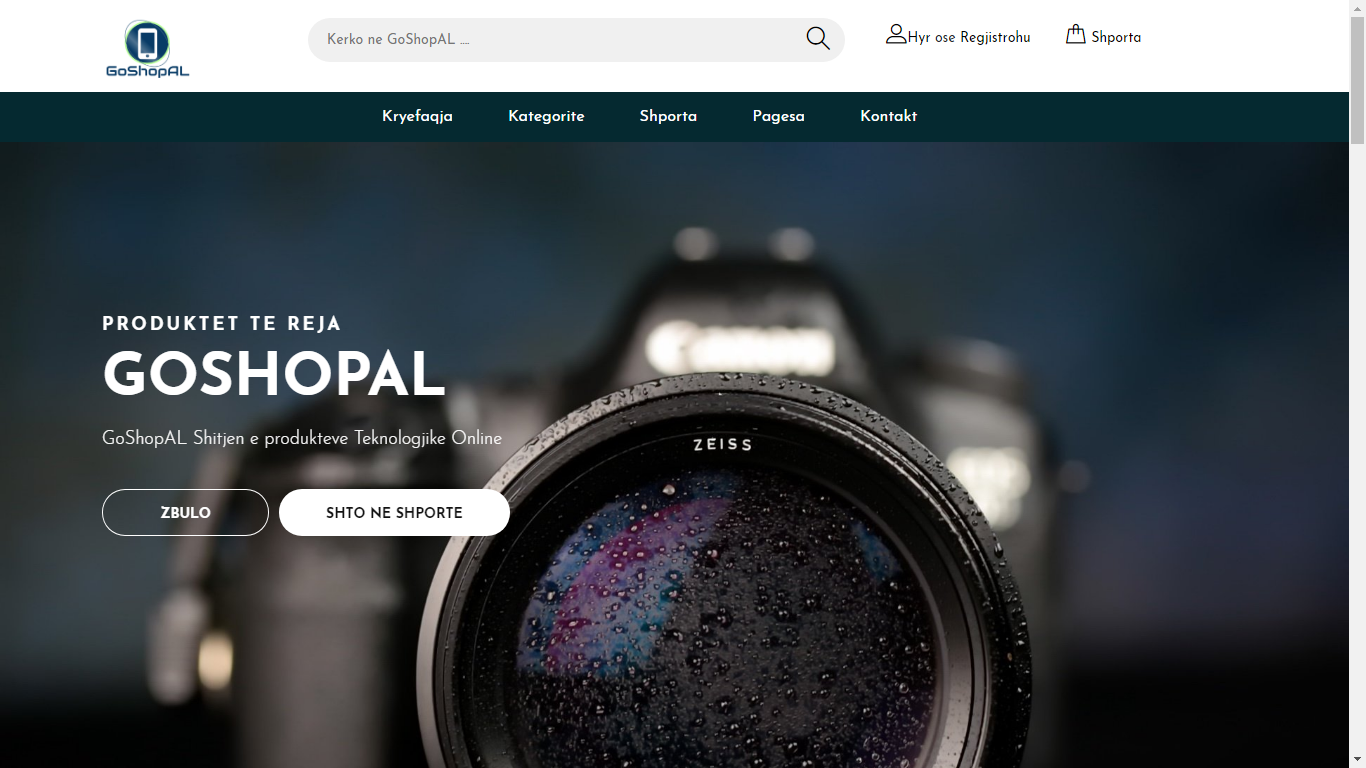 GoShopAL
Kerko ne GoShopAL ....
Hyr ose Regjistrohu
Shporta
Kryefaqja Kategorite Shporta Pagesa Kontakt
PRODUKTET TE REJA
GOSHOPAL
GoShopAL Shitjen e produkteve Teknologjike Online
ZBULO
SHTO NE SHPORTE
Canon
ZEISS